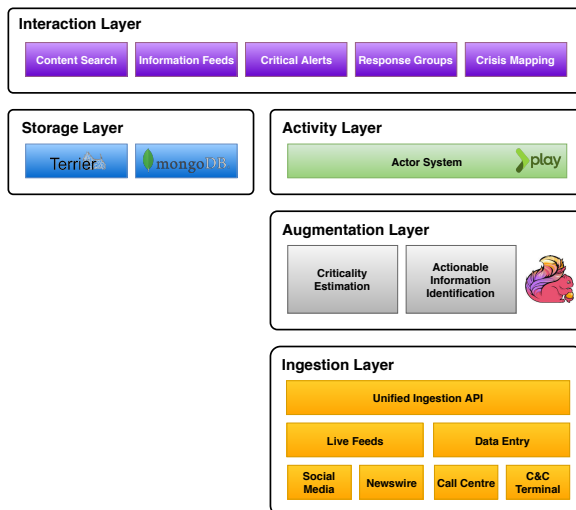 Interaction Layer
Content Search
Information Feeds
Critical Alerts
Response Groups
Crisis Mapping
Storage Layer
Terrier
mongoDB
Activity Layer
Actor System
play
Augmentation Layer
Criticality
Estimation
Actionable
Information
Identification
Ingestion Layer
Unified Ingestion API
Live Feeds
Data Entry
Social
Media
Newswire
Call Centre
C&C
Terminal